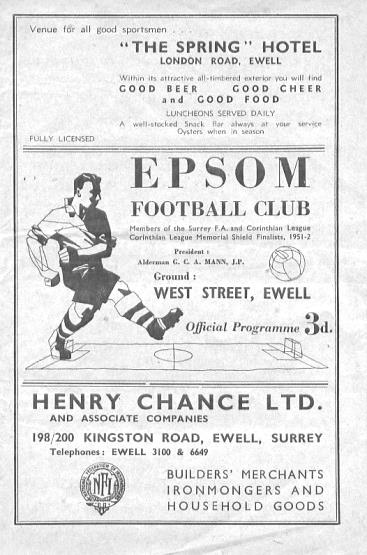 Venue for all good sportsmen . . .
"THE SPRING" HOTEL
LONDON ROAD, EWELL
Within its attractive all-timbered exterior you will find
GOOD BEER GOOD CHEER
and GOOD FOOD
LUNCHEONS SERVED DAILY
A well-stocked Snack Bar always at your service
Oysters when in season
FULLY LICENSED
EPSOM
FOOTBALL CLUB
Members of the Surrey F.A. and Corinthian League
Corinthian League Memorial Shield Finalists, 1951-2
President :
Alderman G. C. A. MANN, J.P.
Ground :
WEST STREET, EWELL
Official Programme 3d.
HENRY CHANCE LTD.
AND ASSOCIATE COMPANIES
198/200 KINGSTON ROAD, EWELL, SURREY
Telephones : EWELL 3100 & 6649
BUILDERS' MERCHANTS
IRONMONGERS AND
HOUSEHOLD GOODS